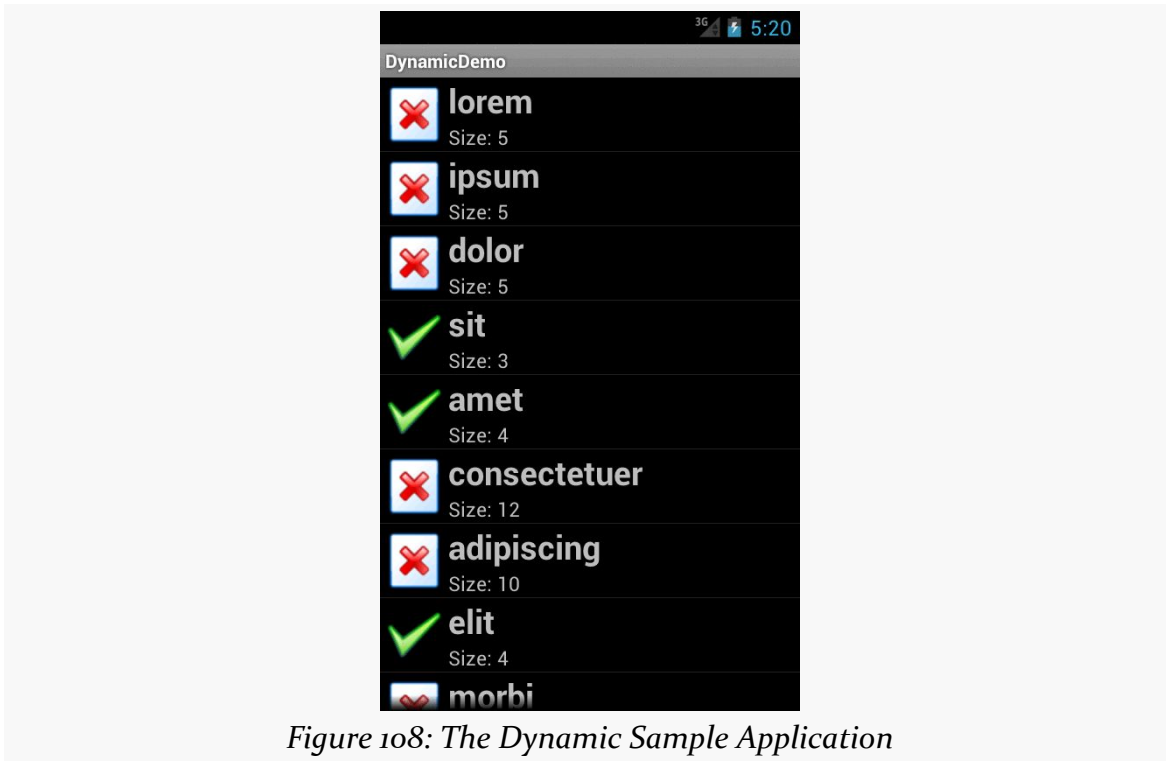 3G 5:20
DynamicDemo
lorem
Size: 5
ipsum
Size: 5
dolor
Size: 5
sit
Size: 3
amet
Size: 4
consectetuer
Size: 12
adipiscing
Size: 10
elit
Size: 4
morbi
Figure 108: The Dynamic Sample Application